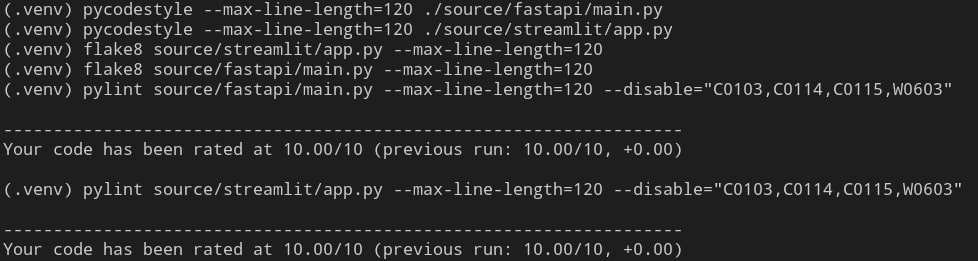 (.venv) pycodestyle --max-line-length=120 ./source/fastapi/main.py
(.venv) pycodestyle --max-line-length=120 ./source/streamlit/app.py
(.venv) flake8 source/streamlit/app.py --max-line-length=120
(.venv) flake8 source/fastapi/main.py --max-line-length=120
(.venv) pylint source/fastapi/main.py --max-line-length=120 --disable="C0103,C0114,C0115,W0603"

--------------------------------------------------------------------
Your code has been rated at 10.00/10 (previous run: 10.00/10, +0.00)

(.venv) pylint source/streamlit/app.py --max-line-length=120 --disable="C0103,C0114,C0115,W0603"

--------------------------------------------------------------------
Your code has been rated at 10.00/10 (previous run: 10.00/10, +0.00)